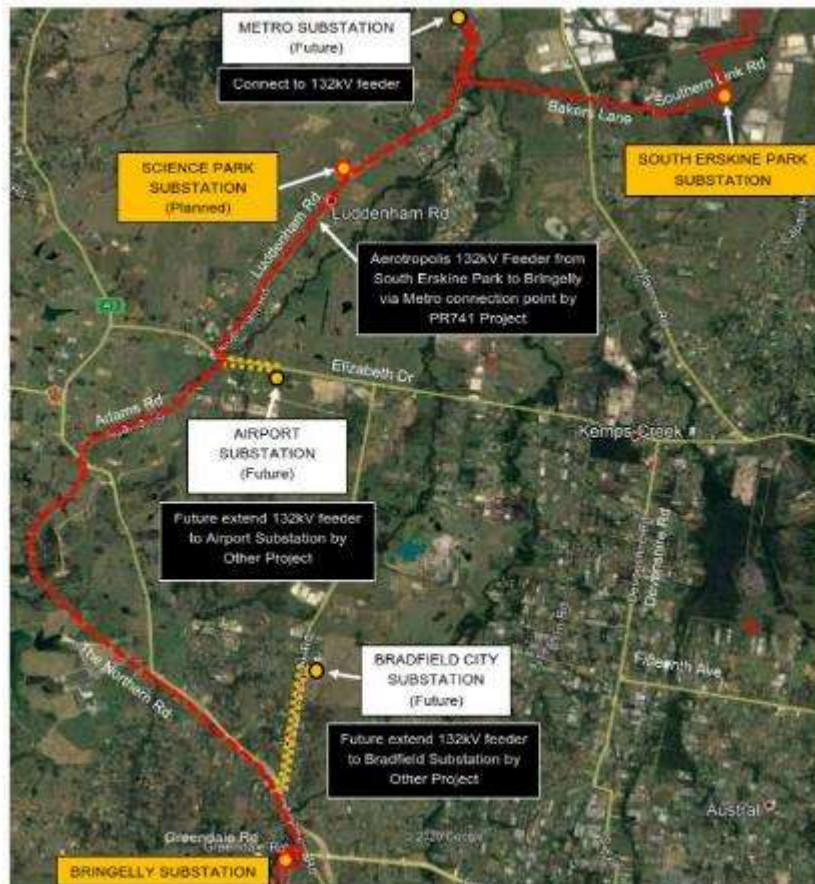 METRO SUBSTATION
(Future)
Connect to 132kV feeder
Southern Link Rd
Bakers Lane
SOUTH ERSKINE PARK
SUBSTATION
SCIENCE PARK
SUBSTATION
(Planned)
Luddenham Rd
Luddenham Rd
Aerotropolis 132kV Feeder from
South Erskine Park to Bringelly
via Metro connection point by
PR741 Project
Elizabeth Dr
Adams Rd
Kemps Creek
AIRPORT
SUBSTATION
(Future)
Future extend 132kV feeder
to Airport Substation by
Other Project
Devonshire Rd
The Northern Rd
BRADFIELD CITY
SUBSTATION
(Future)
Fifteenth Ave
Future extend 132kV feeder
to Bradfield Substation by
Other Project
Austral
Greendale Rd
Greendale Rd
BRINGELLY SUBSTATION